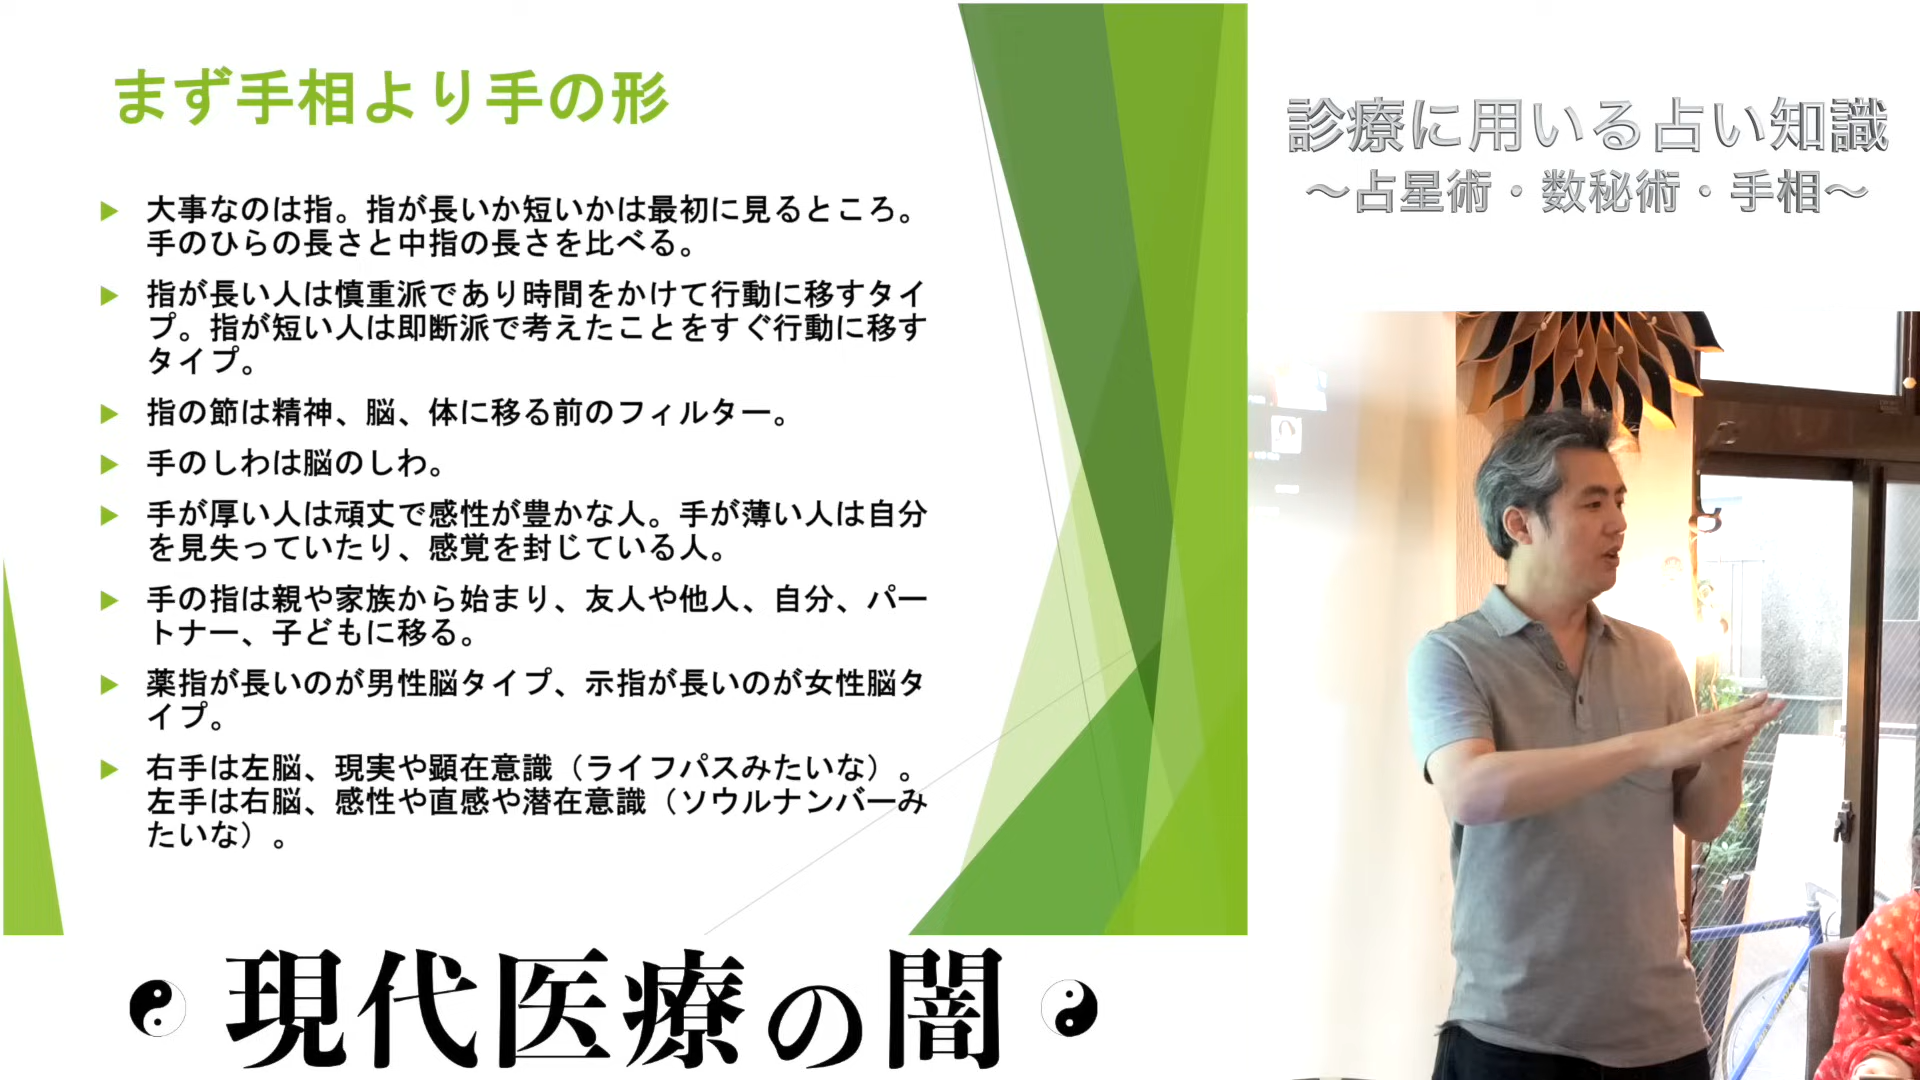 まず手相より手の形
大事なのは指。指が長いか短いかは最初に見るところ。
手のひらの長さと中指の長さを比べる。
指が長い人は慎重派であり時間をかけて行動に移すタイ
プ。指が短い人は即断派で考えたことをすぐ行動に移す
タイプ。
指の節は精神、脳、体に移る前のフィルター。
手のしわは脳のしわ。
手が厚い人は頑丈で感性が豊かな人。手が薄い人は自分
を見失っていたり、感覚を封じている人。
手の指は親や家族から始まり、友人や他人、自分、パー
トナー、子どもに移る。
薬指が長いのが男性脳タイプ、示指が長いのが女性脳タ
イプ。
右手は左脳、現実や顕在意識（ライフパスみたいな）。
左手は右脳、感性や直感や潜在意識（ソウルナンバーみ
たいな）。
診療に用いる占い知識
～占星術・数秘術・手相～
現代医療の闇